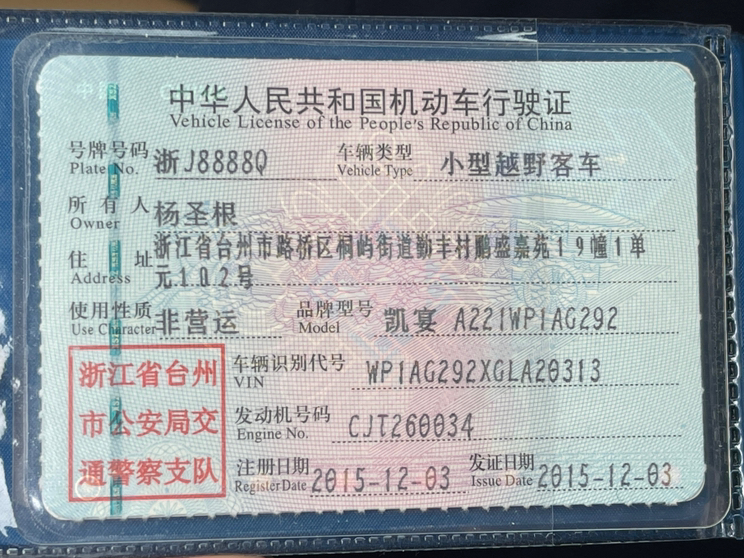 中华人民共和国机动车行驶证
Vehicle License of the People's Republic of China
号牌号码 浙J8888Q 车辆类型 小型越野客车
Plate No. Vehicle Type
所有人 杨圣根
Owner
住址 浙江省台州市路桥区桐屿街道勤丰村鹏盛嘉苑19幢1单
Address 元102号
使用性质 非营运 品牌型号 凯宴 A221WP1AG292
Use Character Model
浙江省台州
市公安局交
通警察支队
车辆识别代号 WP1AG292XGLA20313
VIN
发动机号码 CJT260034
Engine No.
注册日期 2015-12-03 发证日期 2015-12-03
Register Date Issue Date